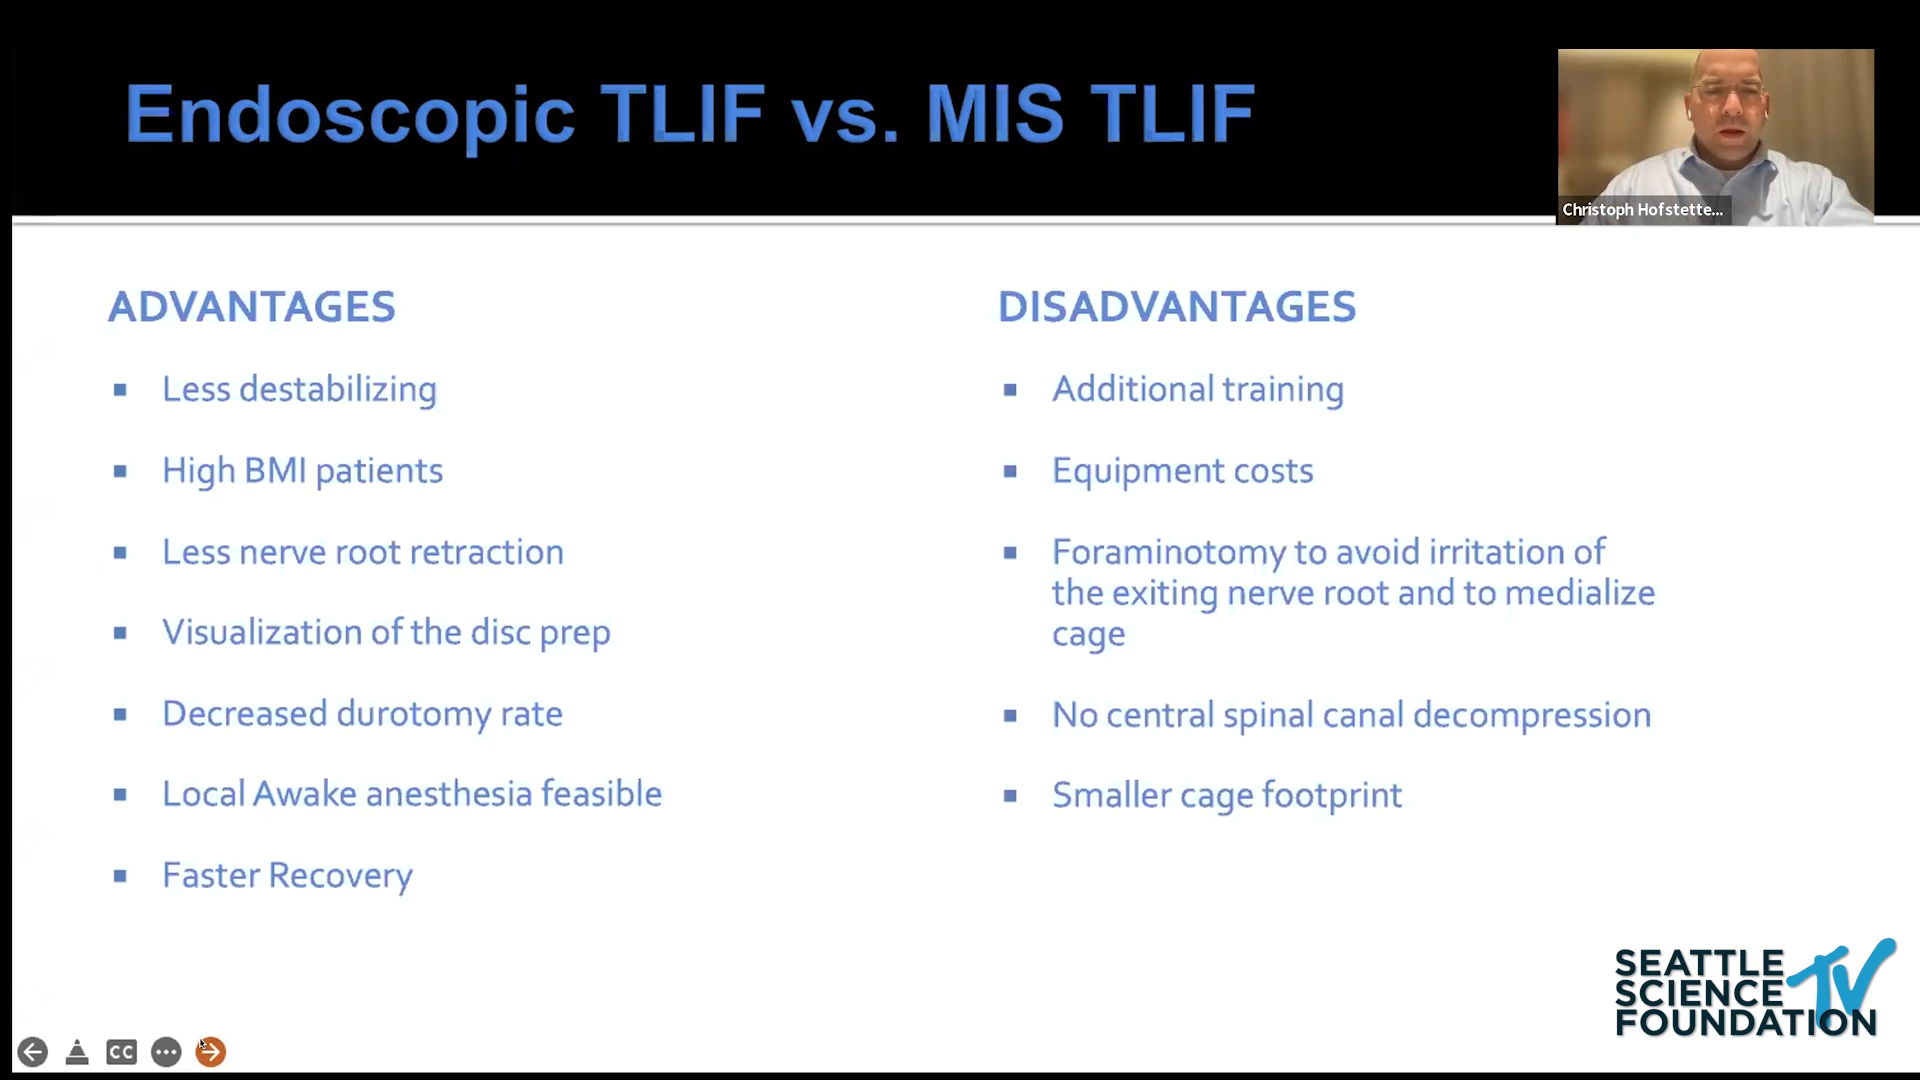 Endoscopic TLIF vs. MIS TLIF
Christoph Hofstette...
ADVANTAGES
Less destabilizing
High BMI patients
Less nerve root retraction
Visualization of the disc prep
Decreased durotomy rate
Local Awake anesthesia feasible
Faster Recovery
DISADVANTAGES
Additional training
Equipment costs
Foraminotomy to avoid irritation of
the exiting nerve root and to medialize
cage
No central spinal canal decompression
Smaller cage footprint
SEATTLE
SCIENCE
FOUNDATION
TV
CC